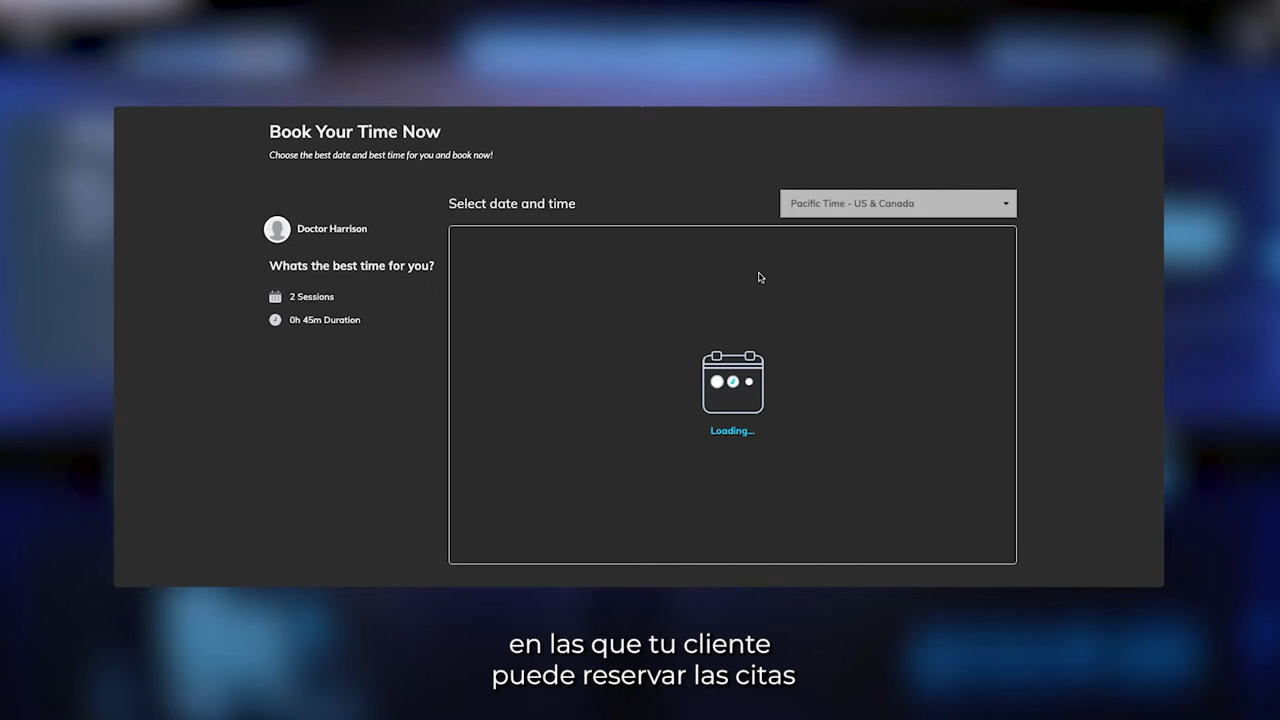 Book Your Time Now
Choose the best date and best time for you and book now!
Select date and time
Pacific Time - US & Canada
Doctor Harrison
Whats the best time for you?
2 Sessions
0h 45m Duration
Loading...
en las que tu cliente
puede reservar las citas